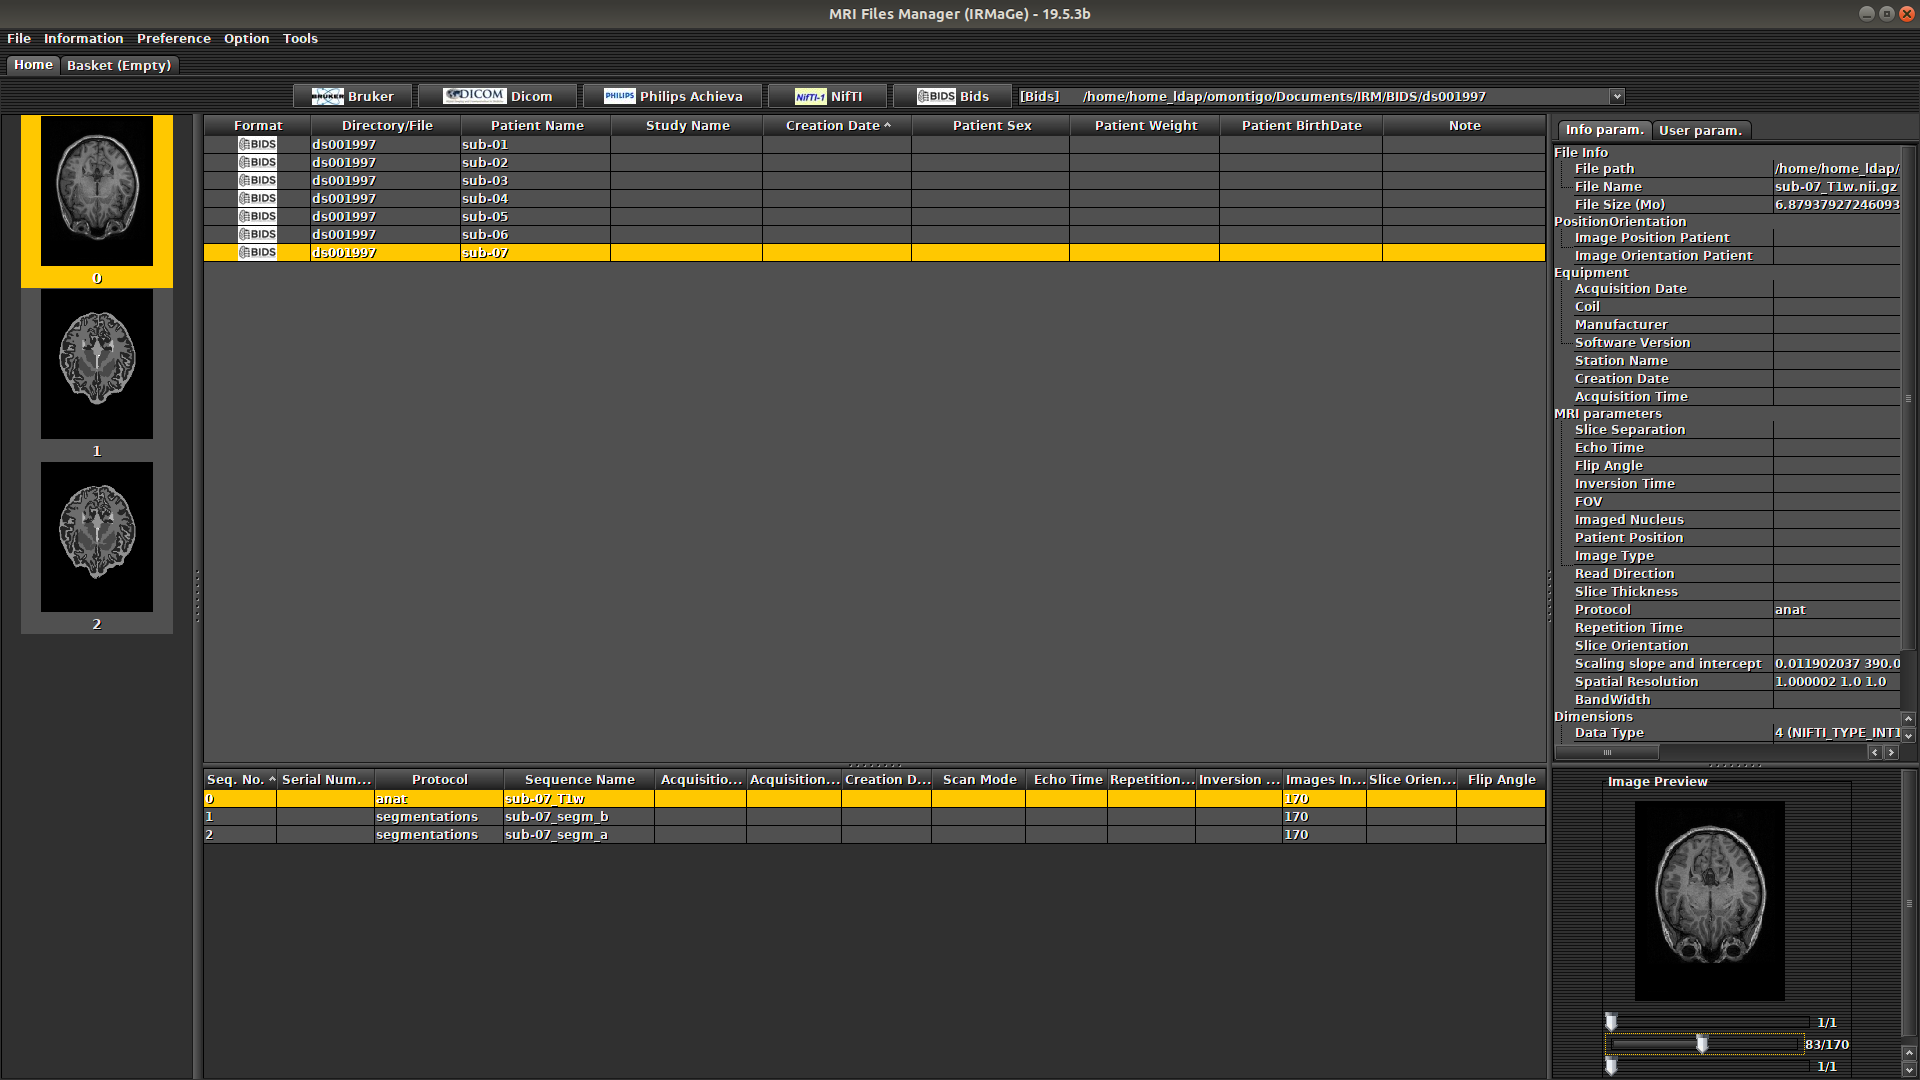 MRI Files Manager (IRMaGe) - 19.5.3b
File Information Preference Option Tools
Home Basket (Empty)
BRUKER Bruker DICOM Dicom PHILIPS Philips Achieva NifTI-1 NifTI BIDS Bids [Bids] /home/home_ldap/omontigo/Documents/IRM/BIDS/ds001997
Format Directory/File Patient Name Study Name Creation Date Patient Sex Patient Weight Patient BirthDate Note
BIDS ds001997 sub-01
BIDS ds001997 sub-02
BIDS ds001997 sub-03
BIDS ds001997 sub-04
BIDS ds001997 sub-05
BIDS ds001997 sub-06
BIDS ds001997 sub-07
0
1
2
Seq. No. Serial Num... Protocol Sequence Name Acquisitio... Acquisition... Creation D... Scan Mode Echo Time Repetition... Inversion ... Images In... Slice Orien... Flip Angle
0 anat sub-07_T1w 170
1 segmentations sub-07_segm_b 170
2 segmentations sub-07_segm_a 170
Info param. User param.
File Info
File path /home/home_ldap/
File Name sub-07_T1w.nii.gz
File Size (Mo) 6.87937927246093
PositionOrientation
Image Position Patient
Image Orientation Patient
Equipment
Acquisition Date
Coil
Manufacturer
Software Version
Station Name
Creation Date
Acquisition Time
MRI parameters
Slice Separation
Echo Time
Flip Angle
Inversion Time
FOV
Imaged Nucleus
Patient Position
Image Type
Read Direction
Slice Thickness
Protocol anat
Repetition Time
Slice Orientation
Scaling slope and intercept 0.011902037 390.0
Spatial Resolution 1.000002 1.0 1.0
BandWidth
Dimensions
Data Type 4 (NIFTI_TYPE_INT1
Image Preview
1/1
83/170
1/1